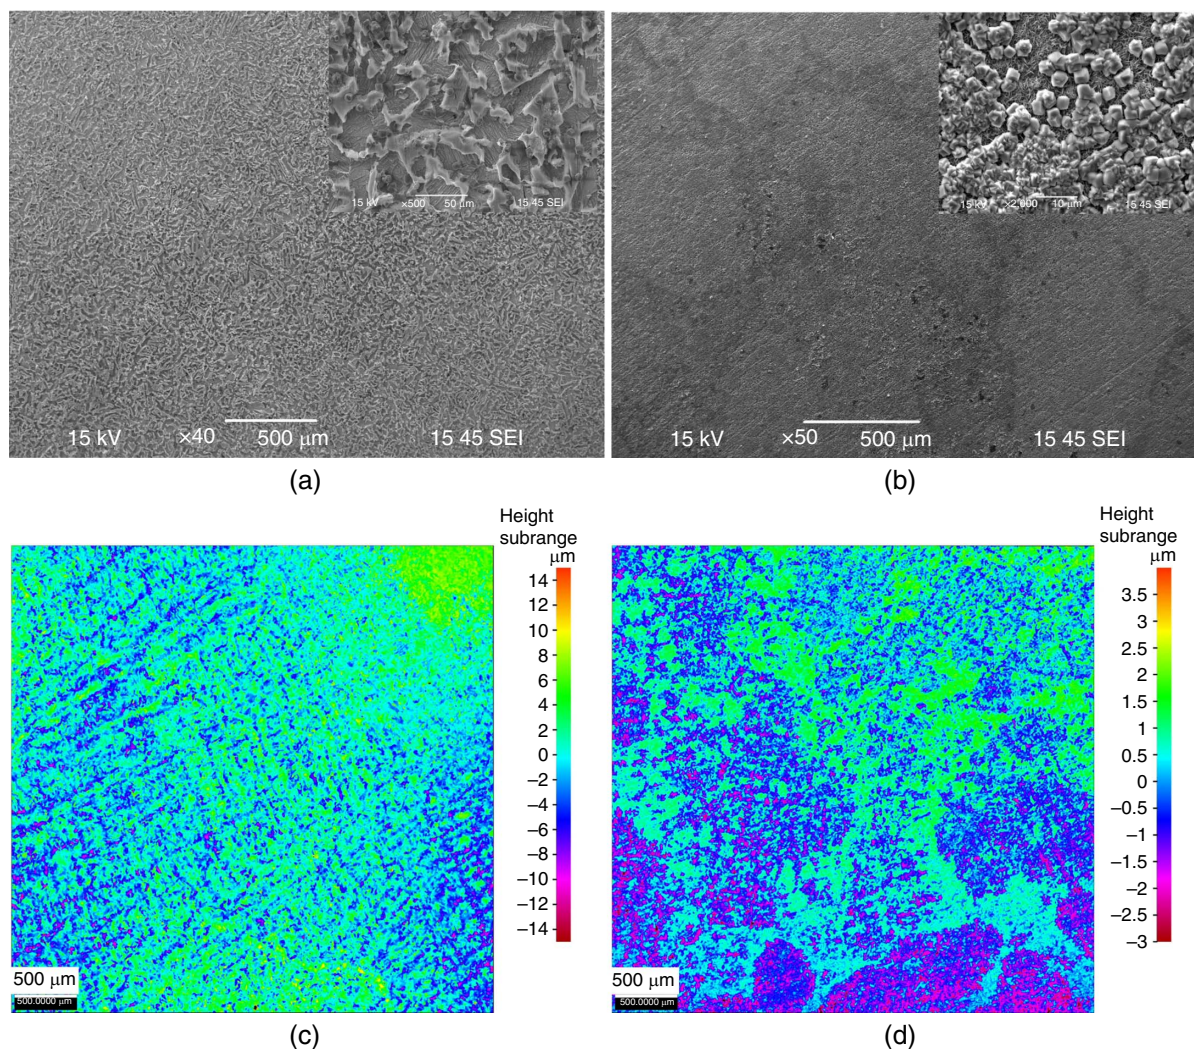 15 kV ×500 50 μm 15 45 SEI
15 kV ×40 500 μm 15 45 SEI
(a)
15 kV ×2,000 10 μm 15 45 SEI
15 kV ×50 500 μm 15 45 SEI
(b)
Height
subrange
μm
14
12
10
8
6
4
2
0
−2
−4
−6
−8
−10
−12
−14
500 μm
500.0000 μm
(c)
Height
subrange
μm
3.5
3
2.5
2
1.5
1
0.5
0
−0.5
−1
−1.5
−2
−2.5
−3
500 μm
500.0000 μm
(d)